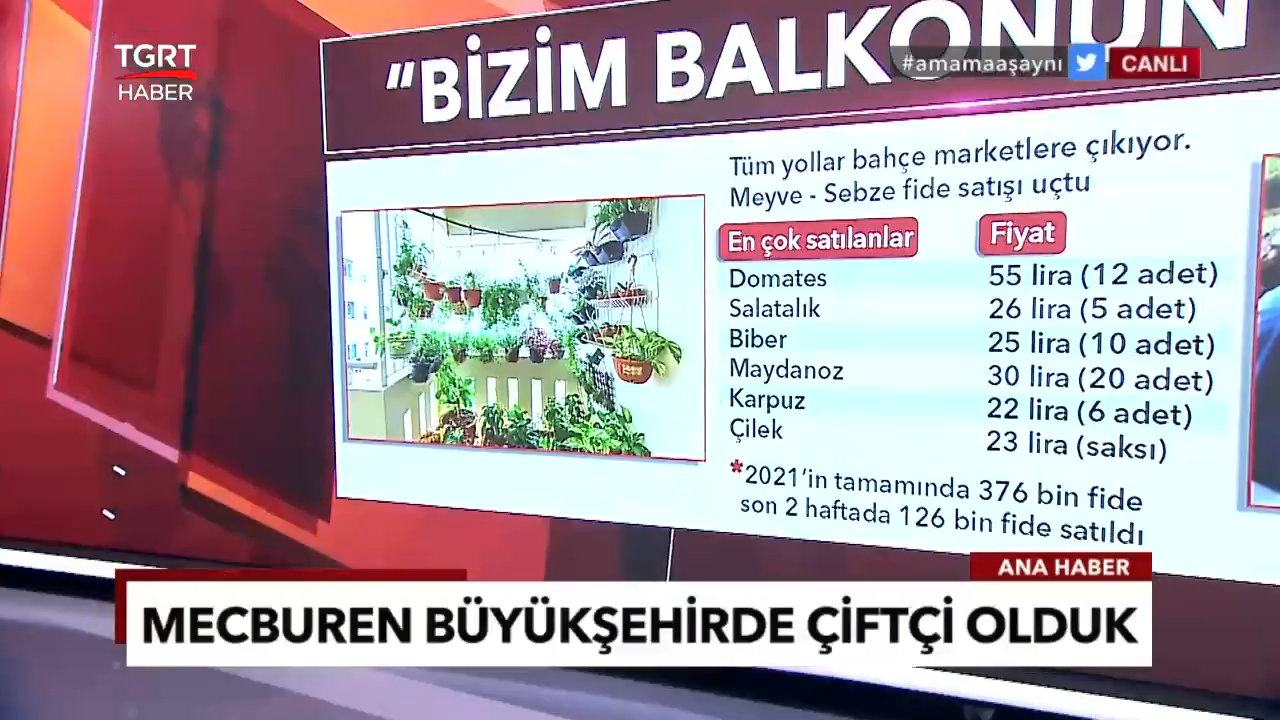 TGRT
HABER
"BİZİM BALKONUN
#amamaaşaynı
CANLI
Tüm yollar bahçe marketlere çıkıyor.
Meyve - Sebze fide satışı uçtu
En çok satılanlar Fiyat
Domates 55 lira (12 adet)
Salatalık 26 lira (5 adet)
Biber 25 lira (10 adet)
Maydanoz 30 lira (20 adet)
Karpuz 22 lira (6 adet)
Çilek 23 lira (saksı)
*2021'in tamamında 376 bin fide
son 2 haftada 126 bin fide satıldı
ANA HABER
MECBUREN BÜYÜKŞEHİRDE ÇİFTÇİ OLDUK